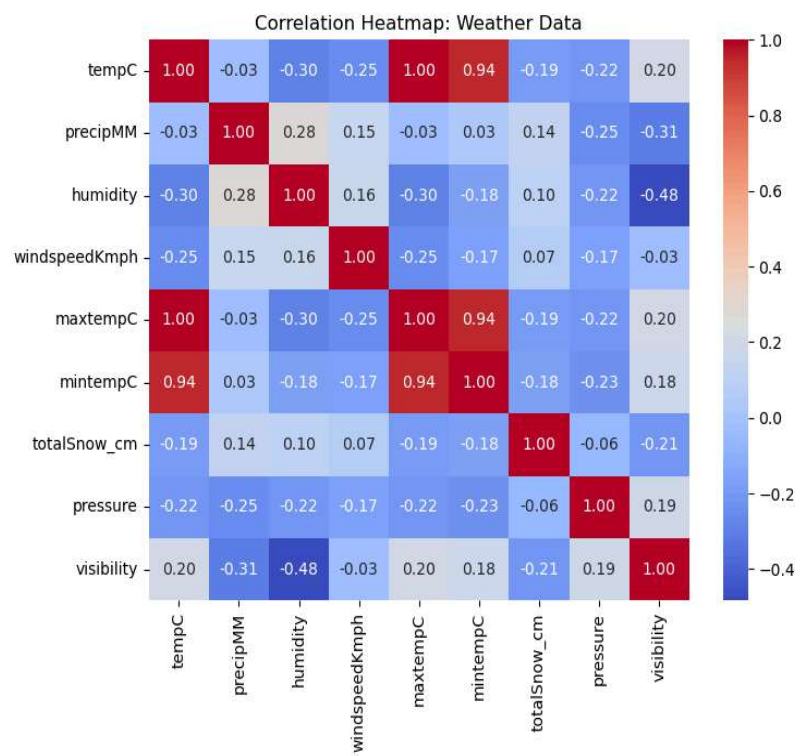 Correlation Heatmap: Weather Data
tempC 1.00 -0.03 -0.30 -0.25 1.00 0.94 -0.19 -0.22 0.20
precipMM -0.03 1.00 0.28 0.15 -0.03 0.03 0.14 -0.25 -0.31
humidity -0.30 0.28 1.00 0.16 -0.30 -0.18 0.10 -0.22 -0.48
windspeedKmph -0.25 0.15 0.16 1.00 -0.25 -0.17 0.07 -0.17 -0.03
maxtempC 1.00 -0.03 -0.30 -0.25 1.00 0.94 -0.19 -0.22 0.20
mintempC 0.94 0.03 -0.18 -0.17 0.94 1.00 -0.18 -0.23 0.18
totalSnow_cm -0.19 0.14 0.10 0.07 -0.19 -0.18 1.00 -0.06 -0.21
pressure -0.22 -0.25 -0.22 -0.17 -0.22 -0.23 -0.06 1.00 0.19
visibility 0.20 -0.31 -0.48 -0.03 0.20 0.18 -0.21 0.19 1.00
tempC
precipMM
humidity
windspeedKmph
maxtempC
mintempC
totalSnow_cm
pressure
visibility
1.0
0.8
0.6
0.4
0.2
0.0
−0.2
−0.4